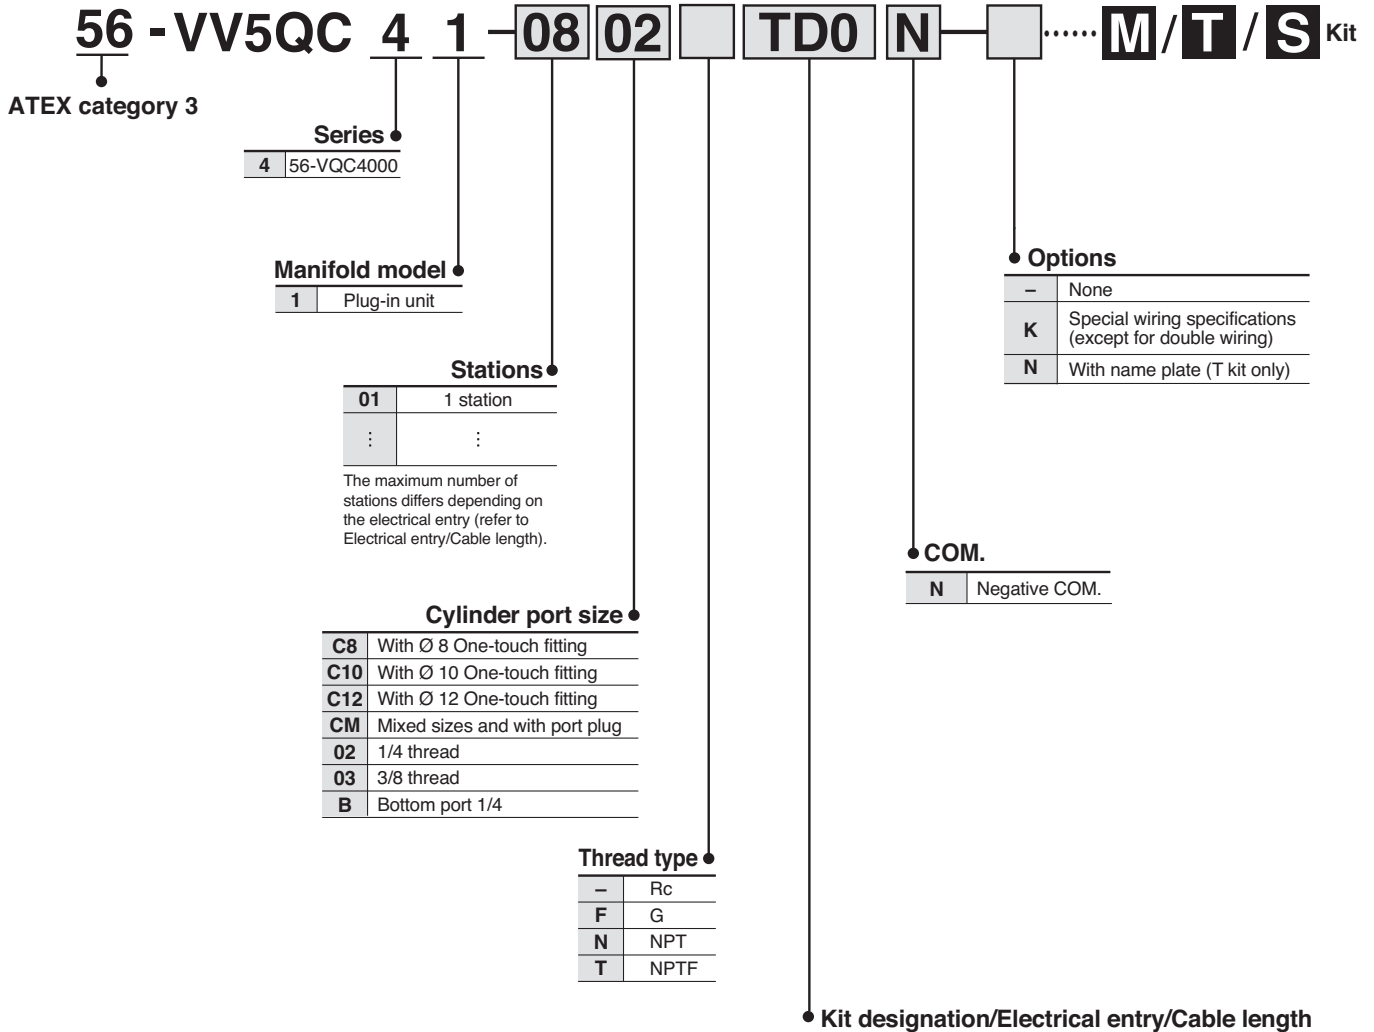 56 - VV5QC 4 1 - 08 02 TD0 N - ...... M / T / S Kit
ATEX category 3
Series
4 56-VQC4000
Manifold model
1 Plug-in unit
Stations
01 1 station
⋮ ⋮
The maximum number of
stations differs depending on
the electrical entry (refer to
Electrical entry/Cable length).
Cylinder port size
C8 With Ø 8 One-touch fitting
C10 With Ø 10 One-touch fitting
C12 With Ø 12 One-touch fitting
CM Mixed sizes and with port plug
02 1/4 thread
03 3/8 thread
B Bottom port 1/4
Thread type
– Rc
F G
N NPT
T NPTF
Kit designation/Electrical entry/Cable length
COM.
N Negative COM.
Options
– None
K Special wiring specifications
(except for double wiring)
N With name plate (T kit only)